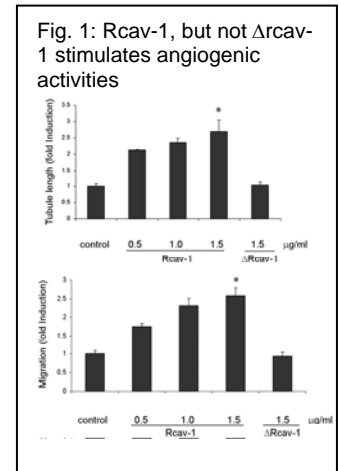 Fig. 1: Rcav-1, but not Δrcav-
1 stimulates angiogenic
activities
Tubule length (fold Induction)
3.5
3
2.5
2
1.5
1
0.5
0
*
control 0.5 1.0 1.5 1.5 µg/ml
Rcav-1 ΔRcav-1
Migration (fold Induction)
3
2.5
2
1.5
1
0.5
0
*
control 0.5 1.0 1.5 1.5 µg/ml
Rcav-1 ΔRcav-1